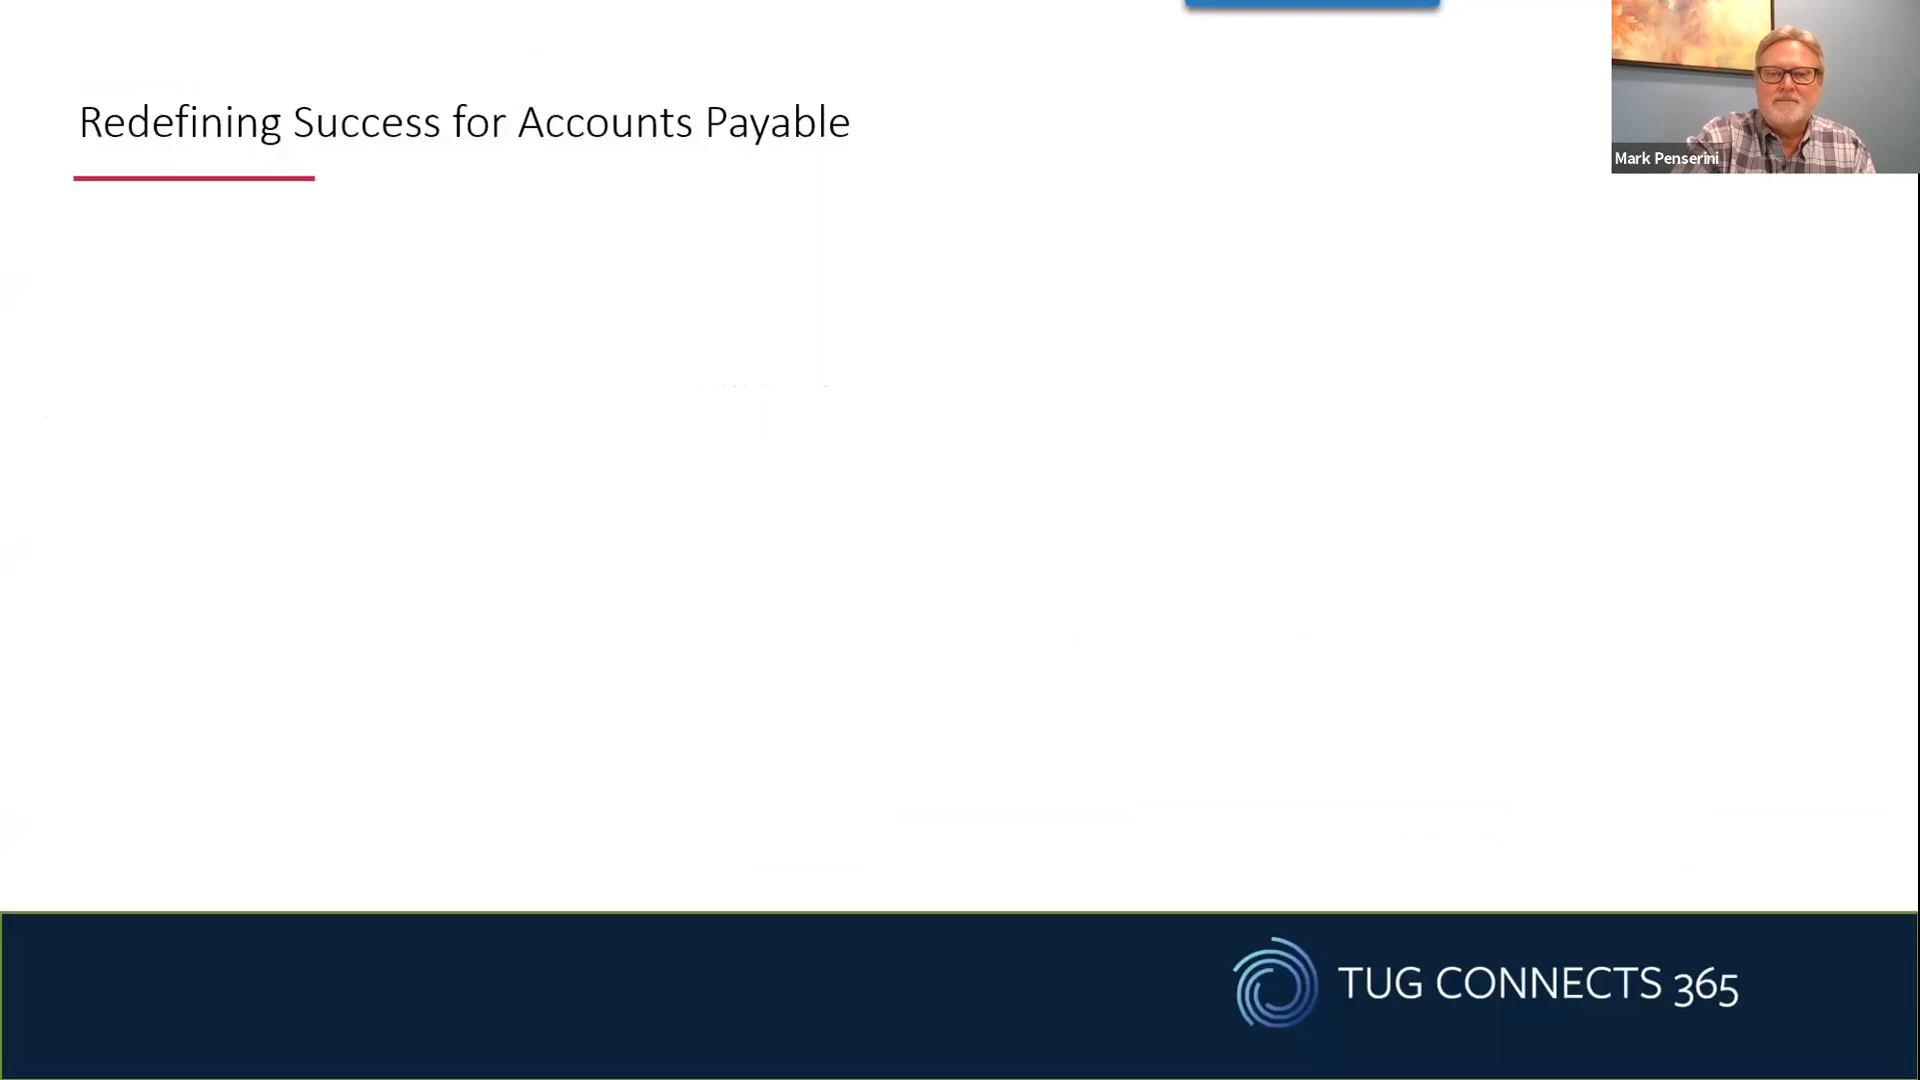 Redefining Success for Accounts Payable
Mark Penserini
TUG CONNECTS 365